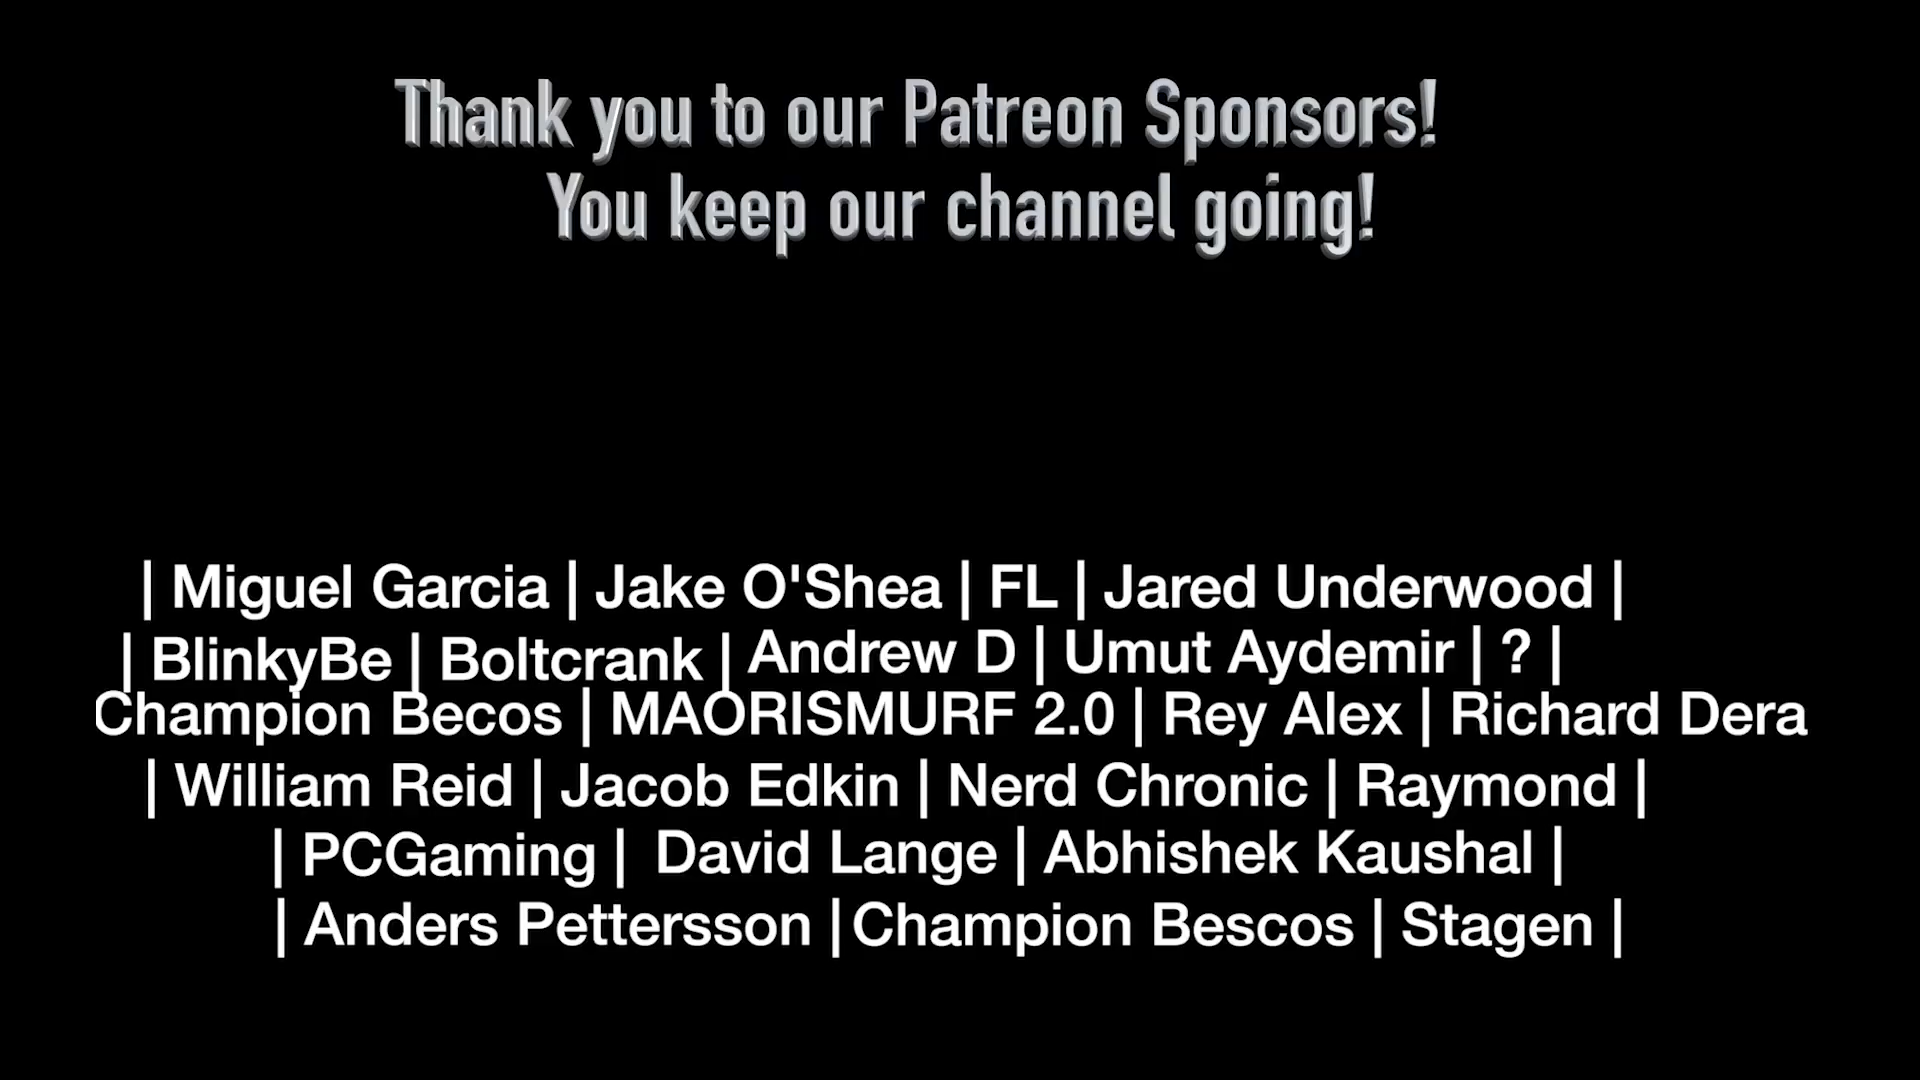 Thank you to our Patreon Sponsors!
You keep our channel going!
| Miguel Garcia | Jake O'Shea | FL | Jared Underwood |
| BlinkyBe | Boltcrank | Andrew D | Umut Aydemir | ? |
Champion Becos | MAORISMURF 2.0 | Rey Alex | Richard Dera
| William Reid | Jacob Edkin | Nerd Chronic | Raymond |
| PCGaming | David Lange | Abhishek Kaushal |
| Anders Pettersson | Champion Bescos | Stagen |